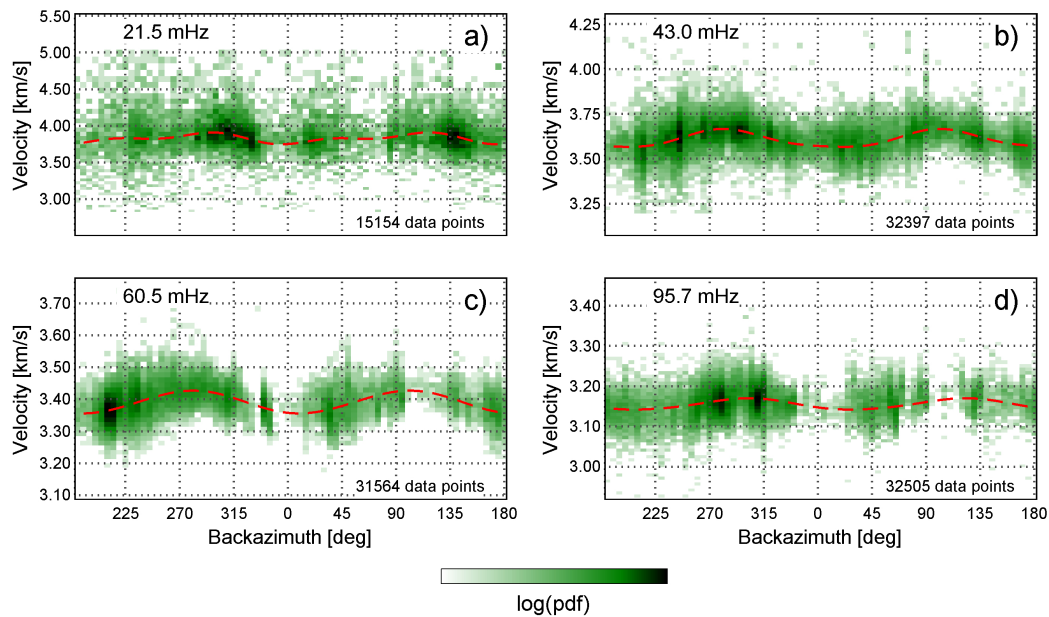 21.5 mHz
a)
5.50
5.00
4.50
4.00
3.50
3.00
Velocity [km/s]
15154 data points
43.0 mHz
b)
4.25
4.00
3.75
3.50
3.25
Velocity [km/s]
32397 data points
60.5 mHz
c)
3.70
3.60
3.50
3.40
3.30
3.20
3.10
Velocity [km/s]
31564 data points
225 270 315 0 45 90 135 180
Backazimuth [deg]
95.7 mHz
d)
3.40
3.30
3.20
3.10
3.00
Velocity [km/s]
32505 data points
225 270 315 0 45 90 135 180
Backazimuth [deg]
log(pdf)